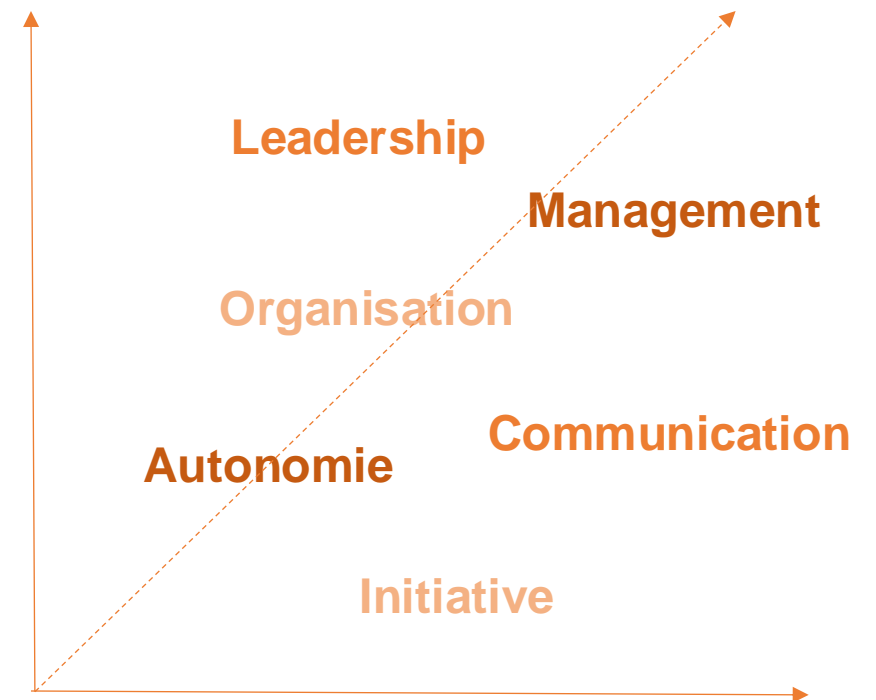 Leadership
Management
Organisation
Communication
Autonomie
Initiative